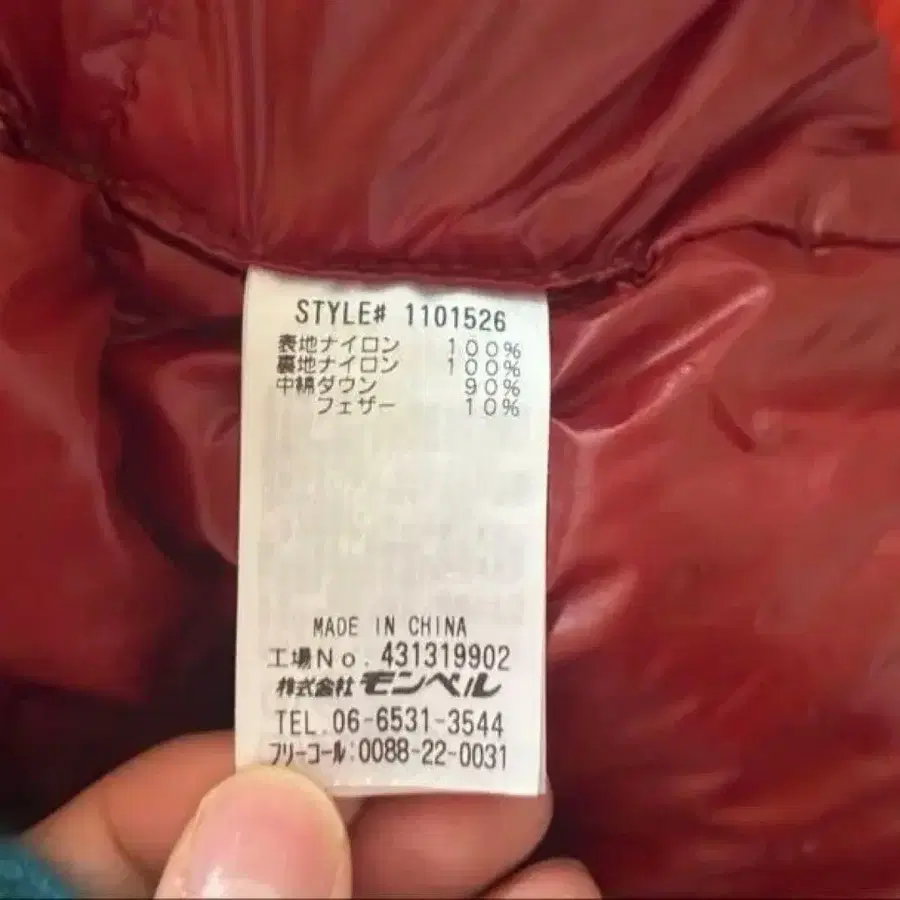 STYLE# 1101526
表地ナイロン 100%
裏地ナイロン 100%
中綿ダウン 90%
フェザー 10%
MADE IN CHINA
工場No. 431319902
株式会社 モンベル
TEL.06-6531-3544
フリーコール:0088-22-0031